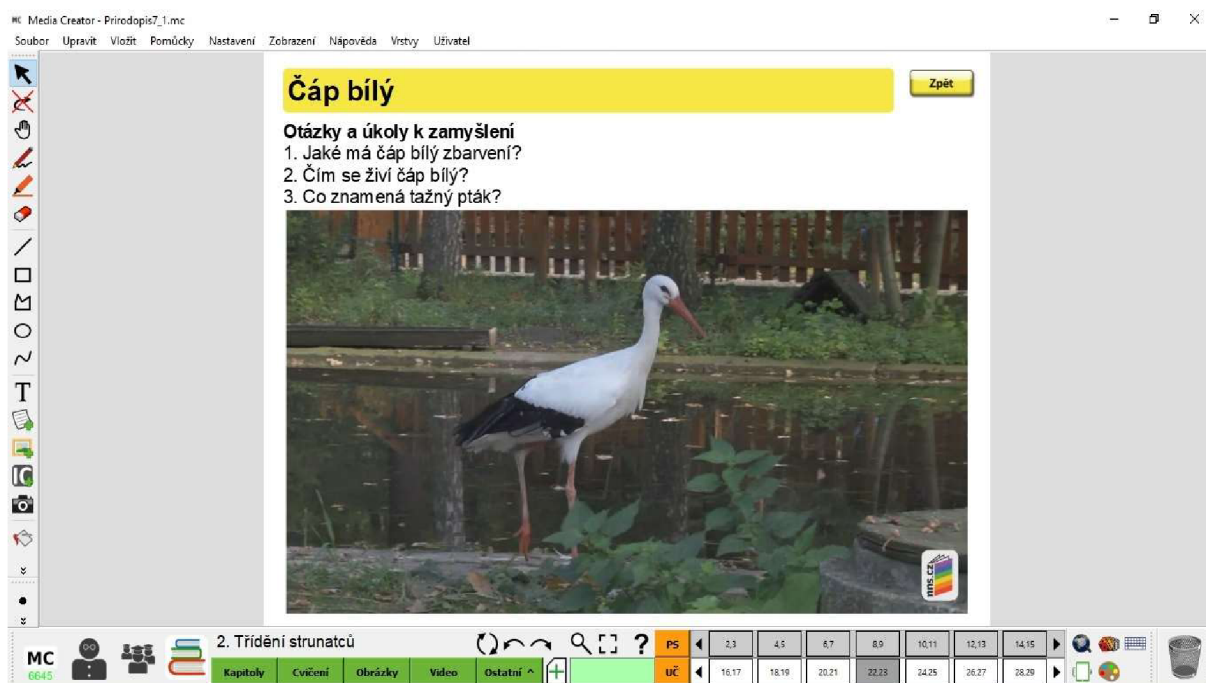 MC Media Creator - Prirodopis7_1.mc
Soubor Upravit Vložit Pomůcky Nastavení Zobrazení Nápověda Vrstvy Uživatel
Čáp bílý
Zpět
Otázky a úkoly k zamyšlení
1. Jaké má čáp bílý zbarvení?
2. Čím se živí čáp bílý?
3. Co znamená tažný pták?
nns.cz
2. Třídění strunatců
PS 2,3 4,5 6,7 8,9 10,11 12,13 14,15
MC
6645
Kapitoly Cvičení Obrázky Video Ostatní ^
UČ 16,17 18,19 20,21 22,23 24,25 26,27 28,29